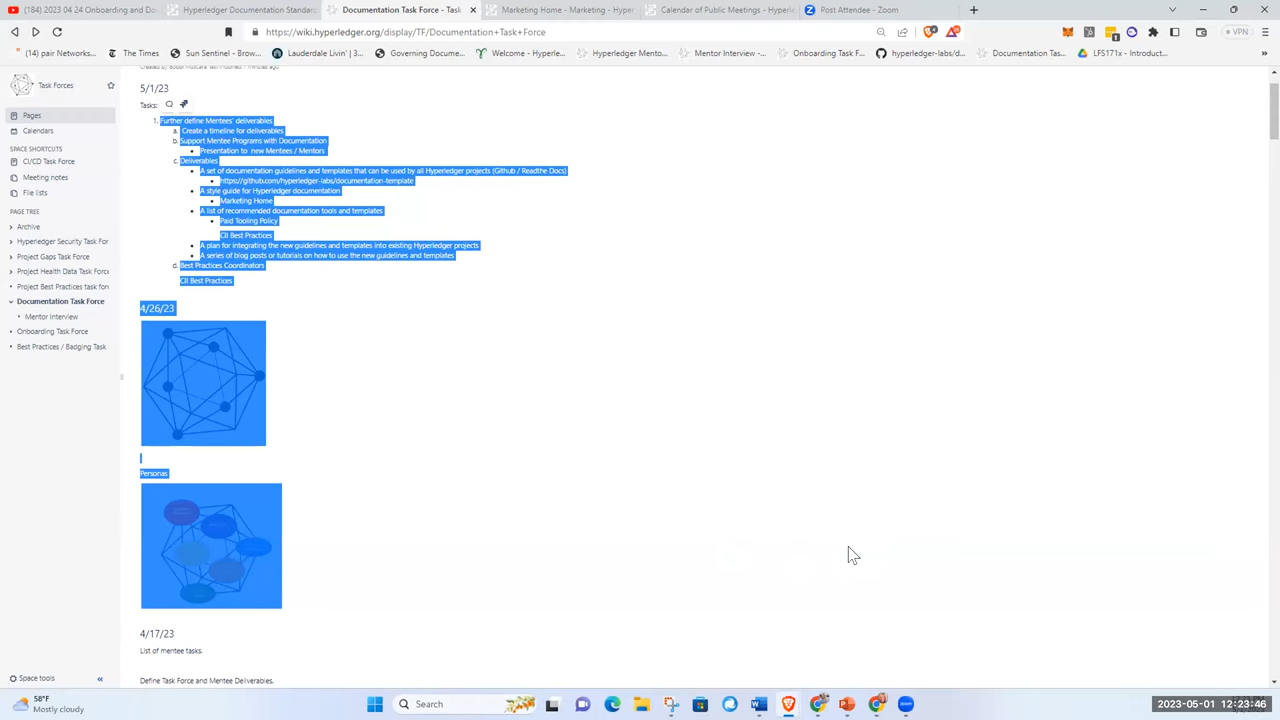 (184) 2023 04 24 Onboarding and Do
Hyperledger Documentation Standard
Documentation Task Force - Task
Marketing Home - Marketing - Hyper
Calendar of Public Meetings - Hyperle
Post Attendee - Zoom
https://wiki.hyperledger.org/display/TF/Documentation+Task+Force
VPN
(14) pair Networks...
The Times
Sun Sentinel - Brow...
Lauderdale Livin' | 3...
Governing Docume...
Welcome - Hyperle...
Hyperledger Mento...
Mentor Interview -...
Onboarding Task F...
hyperledger-labs/d...
Documentation Tas...
LFS171x - Introduct...
Task Forces
Pages
Calendars
SPACE SHORTCUTS
CI/CD Task Force
Meeting notes
File lists
PAGE TREE
Archive
Hyperledger Security Task For
Project Gaps Task Force
Project Health Data Task Force
Project Best Practices task for
Documentation Task Force
Mentor Interview
Onboarding Task Force
Best Practices / Badging Task
Space tools
5/1/23
Tasks:
1. Further define Mentees' deliverables
a. Create a timeline for deliverables
b. Support Mentee Programs with Documentation
Presentation to new Mentees / Mentors
c. Deliverables
A set of documentation guidelines and templates that can be used by all Hyperledger projects (Github / Readthe Docs)
https://github.com/hyperledger-labs/documentation-template
A style guide for Hyperledger documentation
Marketing Home
A list of recommended documentation tools and templates
Paid Tooling Policy
CII Best Practices
A plan for integrating the new guidelines and templates into existing Hyperledger projects
A series of blog posts or tutorials on how to use the new guidelines and templates
d. Best Practices Coordinators
CII Best Practices
4/26/23
Personas
4/17/23
List of mentee tasks.
Define Task Force and Mentee Deliverables.
58°F
Mostly cloudy
Search
2023-05-01 12:23:46